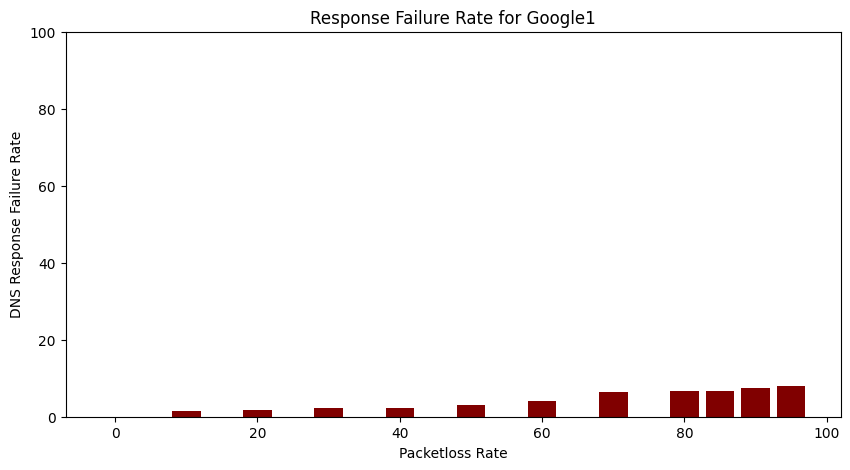 Response Failure Rate for Google1
100
80
60
40
20
0
DNS Response Failure Rate
0 20 40 60 80 100
Packetloss Rate